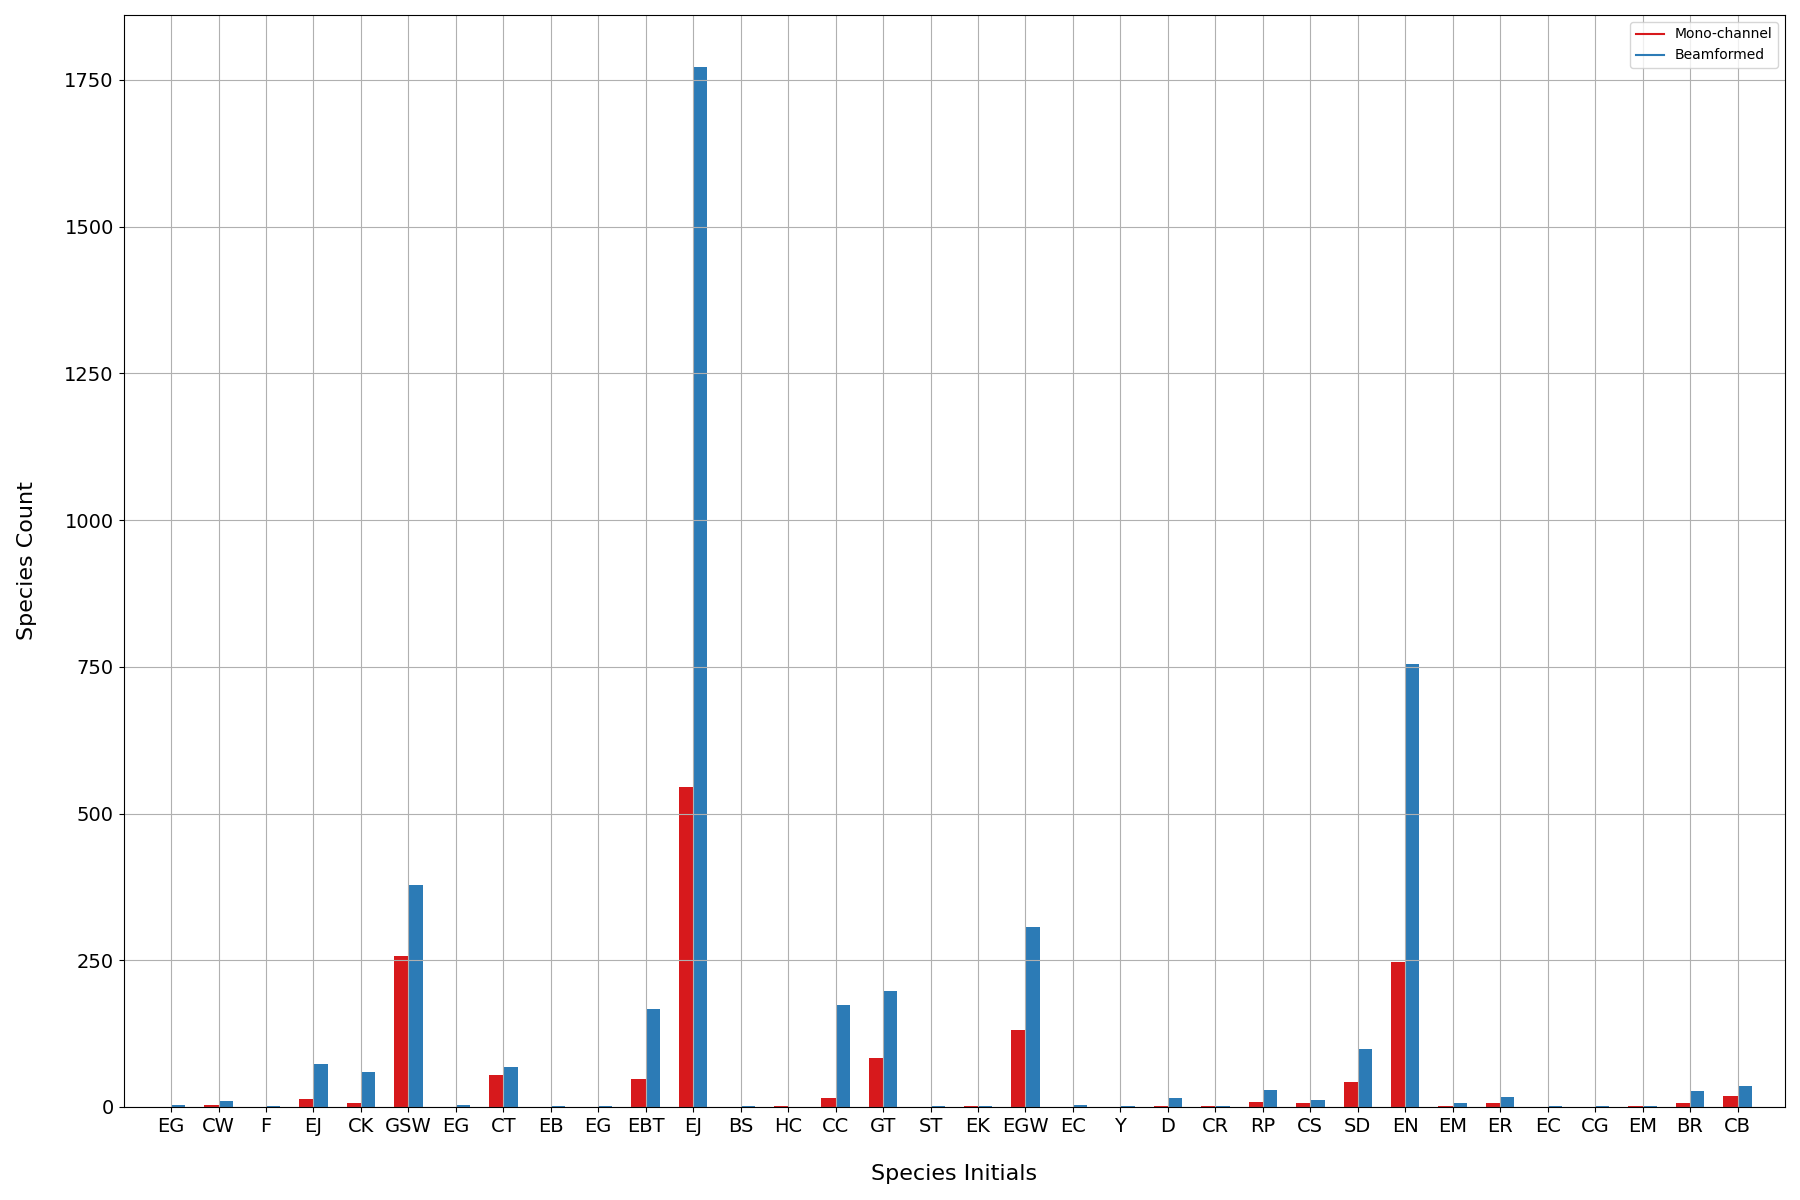 Mono-channel
Beamformed
1750
1500
1250
1000
750
500
250
0
Species Count
EG CW F EJ CK GSW EG CT EB EG EBT EJ BS HC CC GT ST EK EGW EC Y D CR RP CS SD EN EM ER EC CG EM BR CB
Species Initials